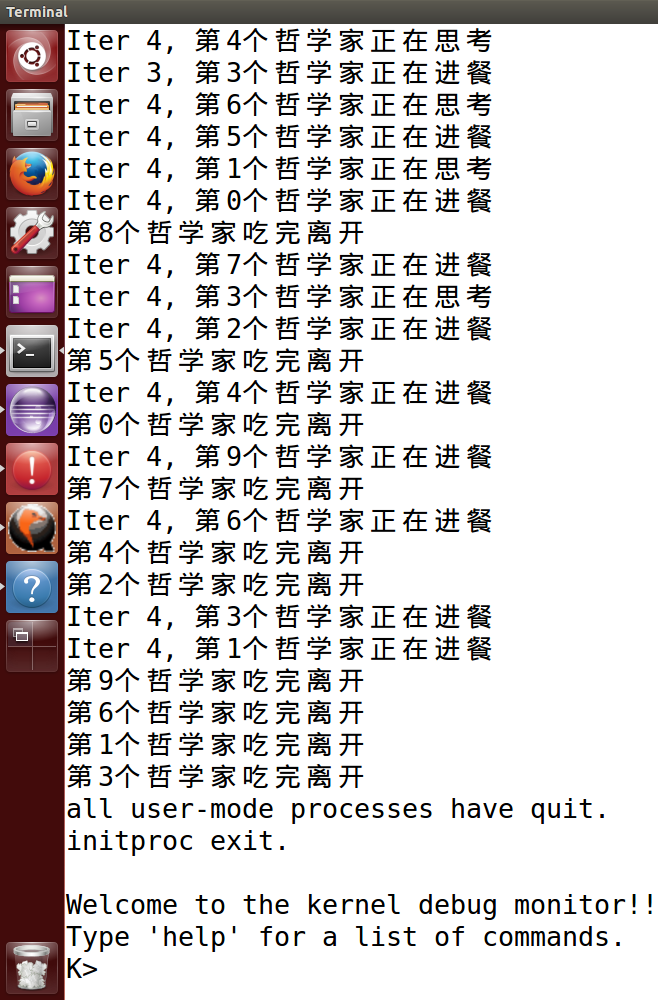 Terminal
Iter 4, 第4个哲学家正在思考
Iter 3, 第3个哲学家正在进餐
Iter 4, 第6个哲学家正在思考
Iter 4, 第5个哲学家正在进餐
Iter 4, 第1个哲学家正在思考
Iter 4, 第0个哲学家正在进餐
第8个哲学家吃完离开
Iter 4, 第7个哲学家正在进餐
Iter 4, 第3个哲学家正在思考
Iter 4, 第2个哲学家正在进餐
第5个哲学家吃完离开
Iter 4, 第4个哲学家正在进餐
第0个哲学家吃完离开
Iter 4, 第9个哲学家正在进餐
第7个哲学家吃完离开
Iter 4, 第6个哲学家正在进餐
第4个哲学家吃完离开
第2个哲学家吃完离开
Iter 4, 第3个哲学家正在进餐
Iter 4, 第1个哲学家正在进餐
第9个哲学家吃完离开
第6个哲学家吃完离开
第1个哲学家吃完离开
第3个哲学家吃完离开
all user-mode processes have quit.
initproc exit.
Welcome to the kernel debug monitor!!
Type 'help' for a list of commands.
K>